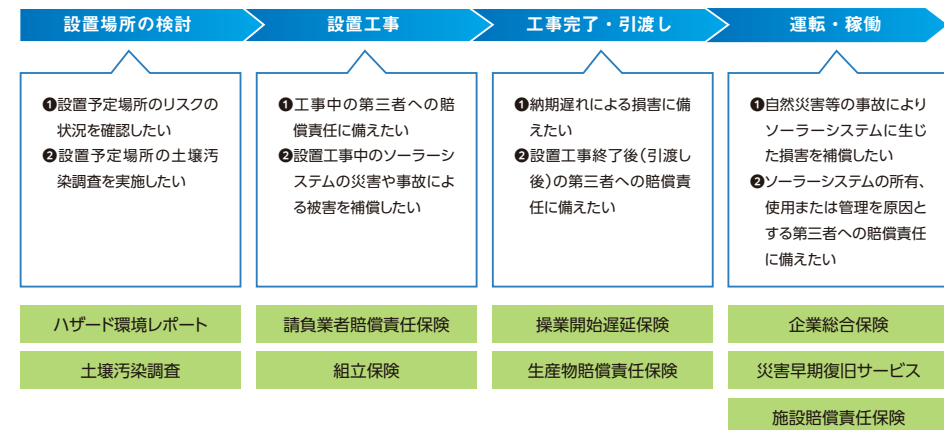 設置場所の検討
設置工事
工事完了・引渡し
運転・稼働
❶設置予定場所のリスクの
状況を確認したい
❷設置予定場所の土壌汚
染調査を実施したい
❶工事中の第三者への賠
償責任に備えたい
❷設置工事中のソーラーシ
ステムの災害や事故によ
る被害を補償したい
❶納期遅れによる損害に備
えたい
❷設置工事終了後(引渡し
後)の第三者への賠償責
任に備えたい
❶自然災害等の事故により
ソーラーシステムに生じ
た損害を補償したい
❷ソーラーシステムの所有、
使用または管理を原因と
する第三者への賠償責任
に備えたい
ハザード環境レポート
土壌汚染調査
請負業者賠償責任保険
組立保険
操業開始遅延保険
生産物賠償責任保険
企業総合保険
災害早期復旧サービス
施設賠償責任保険